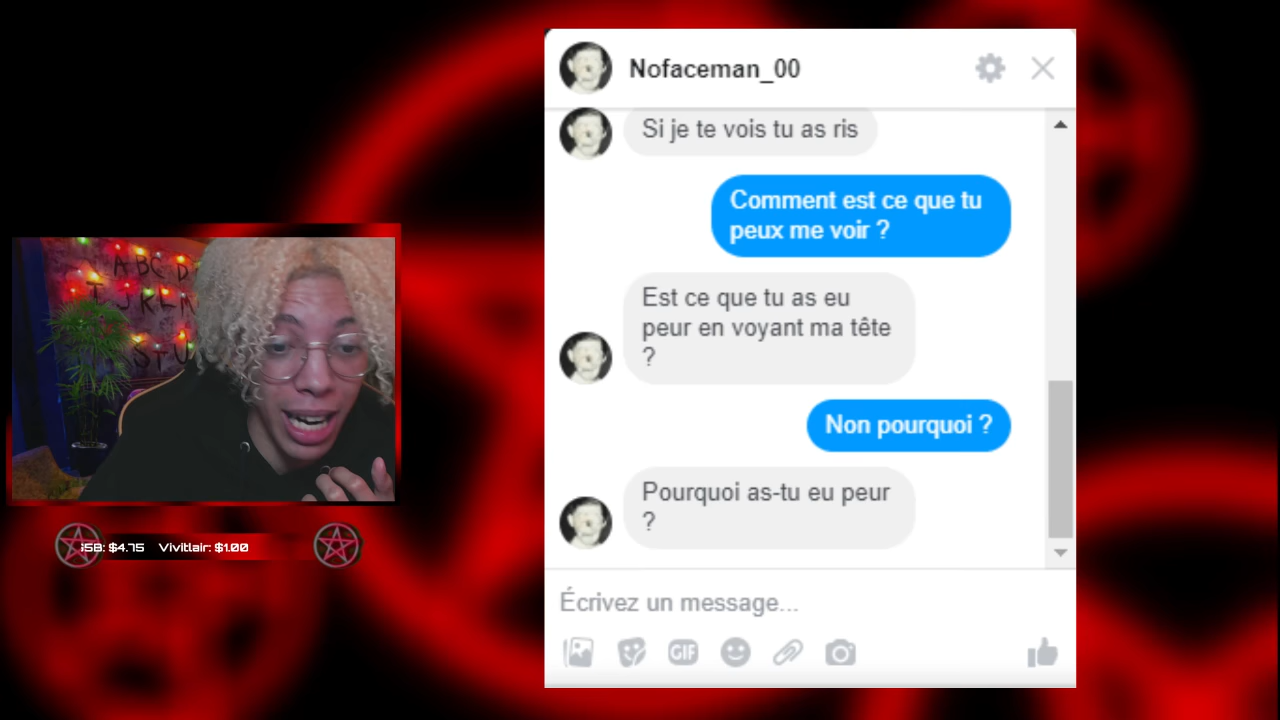 Nofaceman_00
Si je te vois tu as ris
Comment est ce que tu
peux me voir ?
Est ce que tu as eu
peur en voyant ma tête
?
Non pourquoi ?
Pourquoi as-tu eu peur
?
Écrivez un message...
GIF
A B C D
J K L M
S T U
$4.75 Vivitlair: $1.00